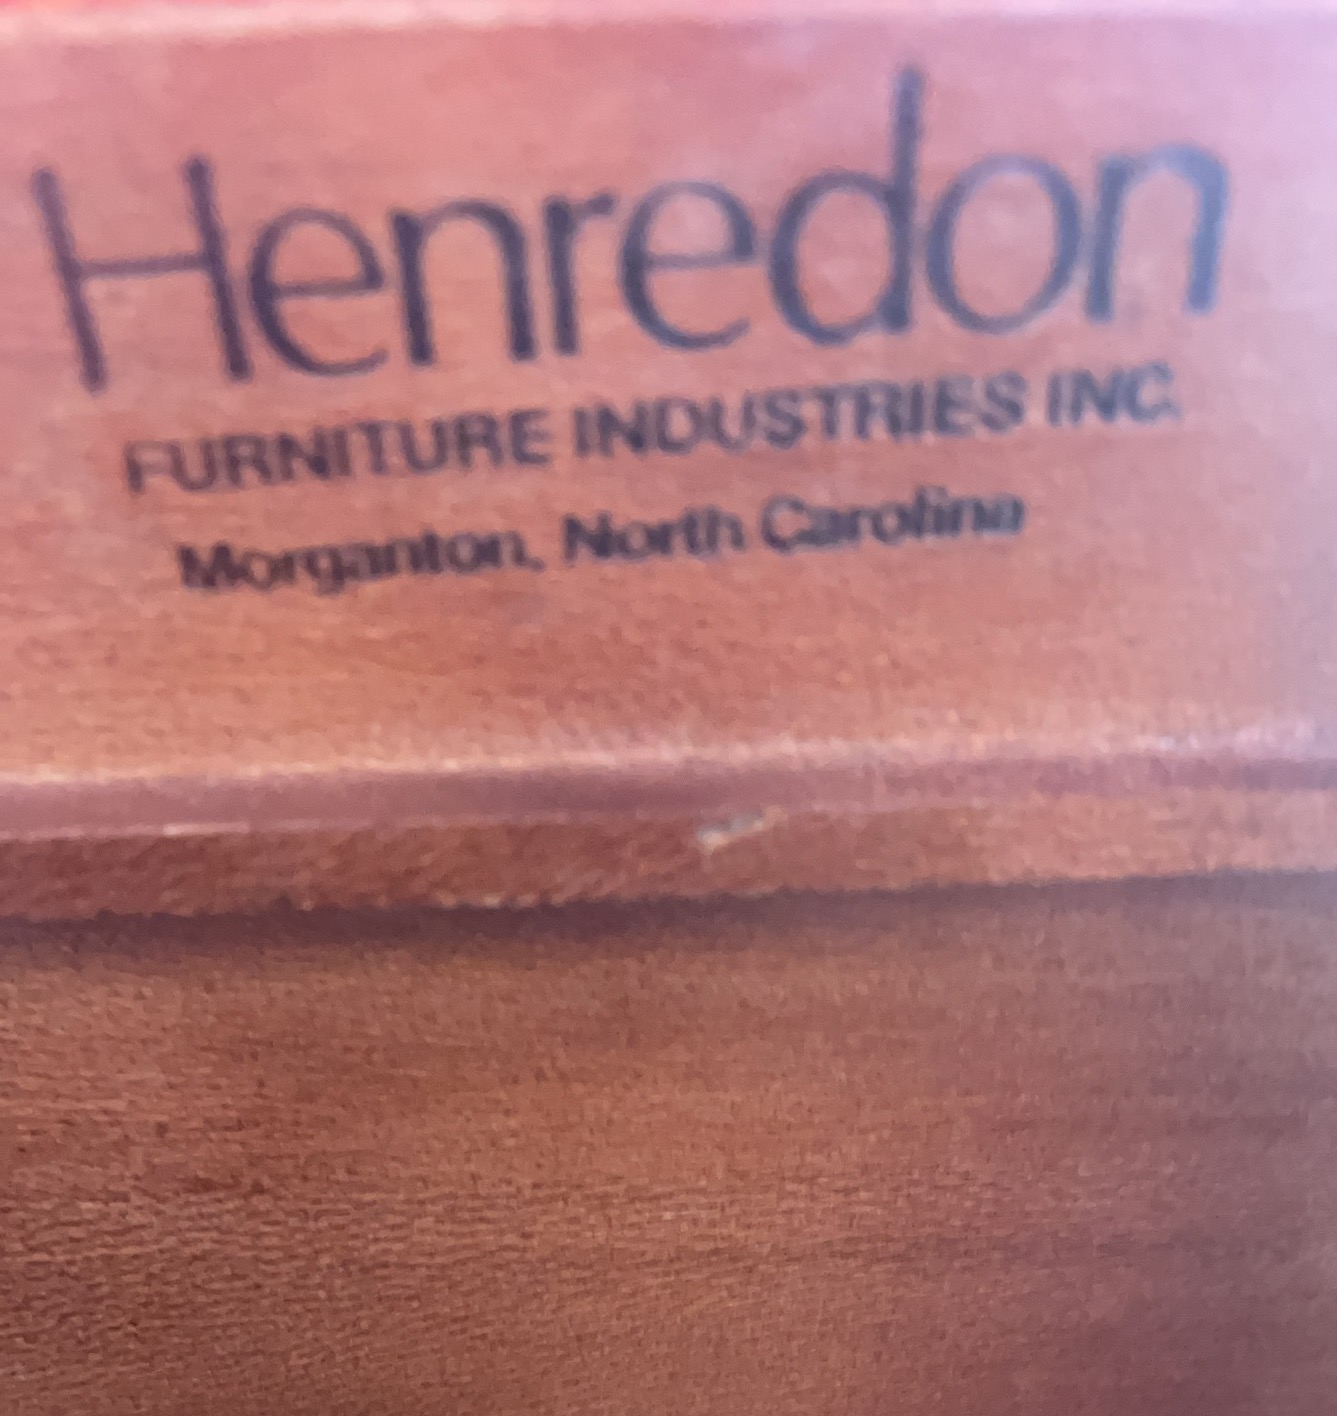 Henredon
FURNITURE INDUSTRIES INC.
Morganton, North Carolina